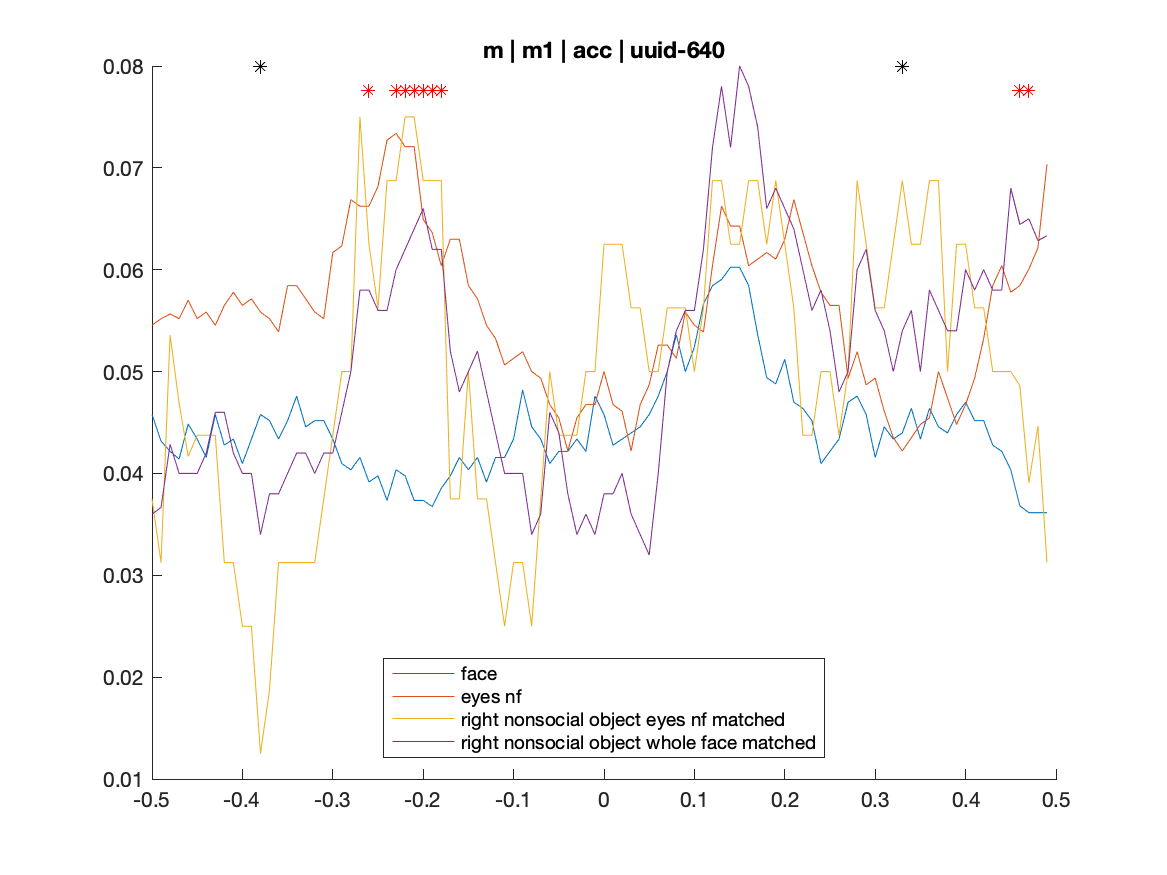 m | m1 | acc | uuid-640
0.08
0.07
0.06
0.05
0.04
0.03
0.02
0.01
face
eyes nf
right nonsocial object eyes nf matched
right nonsocial object whole face matched
-0.5 -0.4 -0.3 -0.2 -0.1 0 0.1 0.2 0.3 0.4 0.5